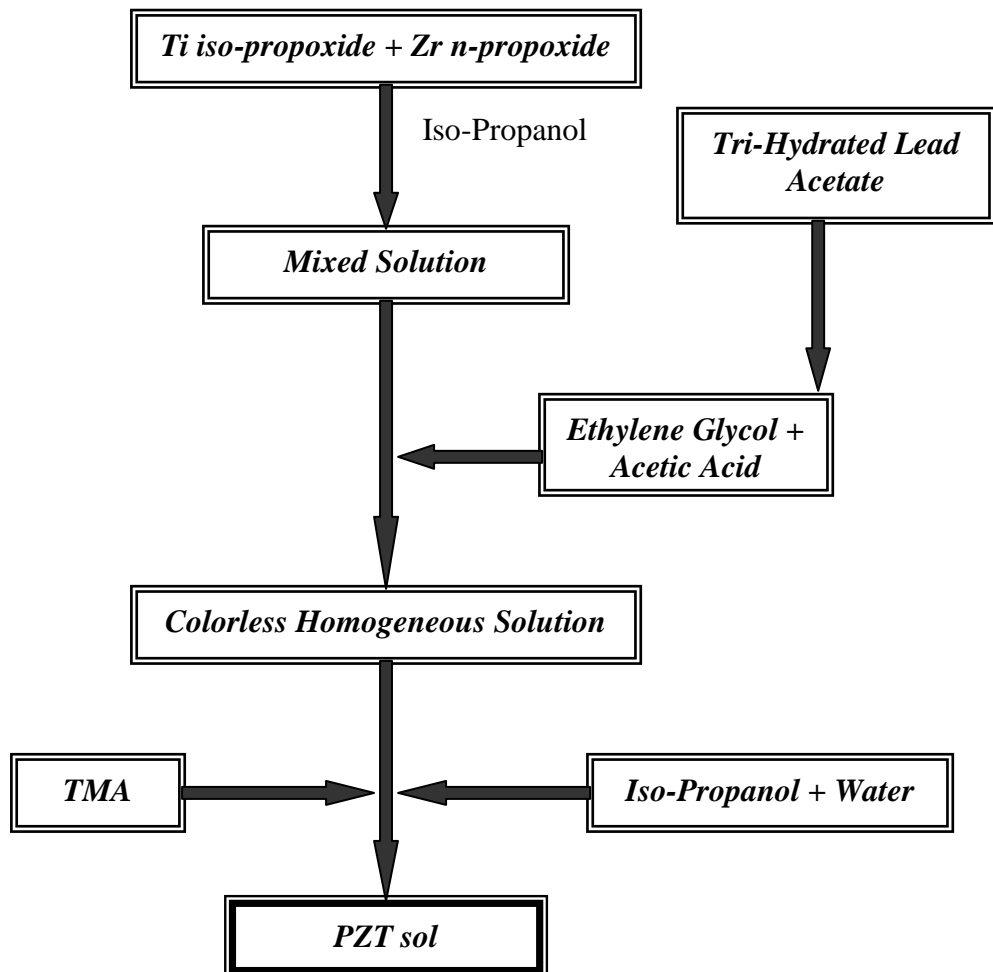 Ti iso-propoxide + Zr n-propoxide
Iso-Propanol
Tri-Hydrated Lead
Acetate
Mixed Solution
Ethylene Glycol +
Acetic Acid
Colorless Homogeneous Solution
TMA
Iso-Propanol + Water
PZT sol